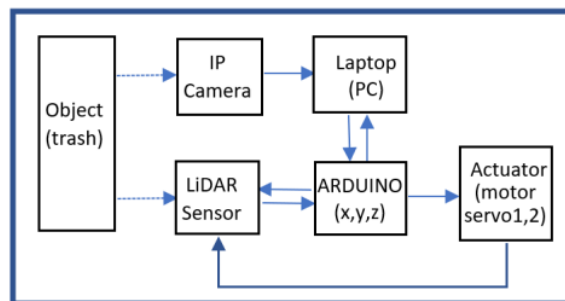 Object
(trash)
IP
Camera
Laptop
(PC)
LiDAR
Sensor
ARDUINO
(x,y,z)
Actuator
(motor
servo1,2)